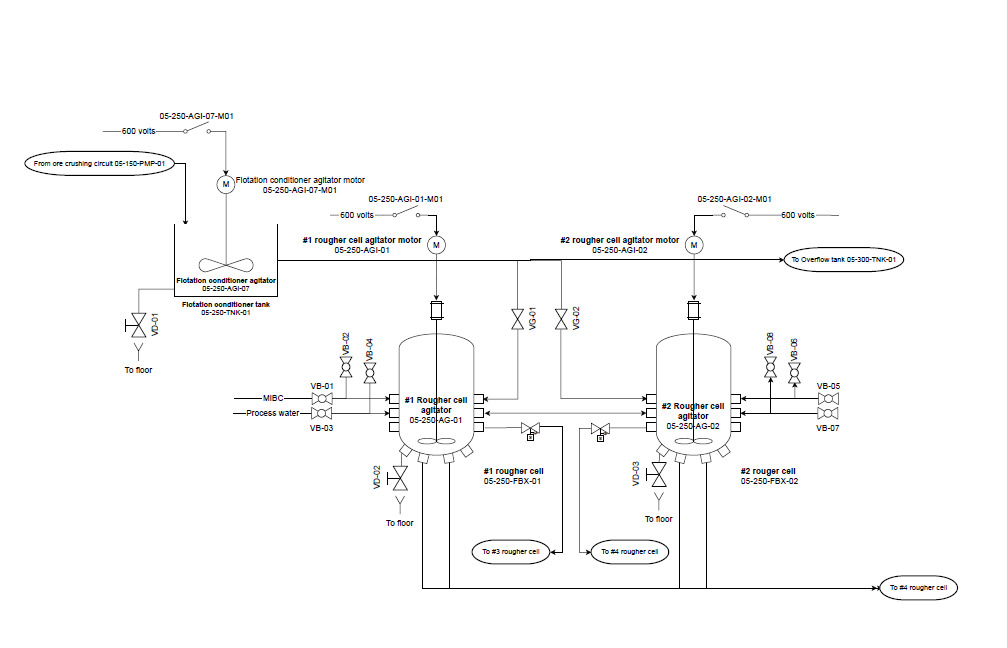 05-250-AGI-07-M01
600 volts
From ore crushing circuit 05-150-PMP-01
M
Flotation conditioner agitator motor
05-250-AGI-07-M01
05-250-AGI-01-M01
600 volts
05-250-AGI-02-M01
600 volts
#1 rougher cell agitator motor
05-250-AGI-01
M
#2 rougher cell agitator motor
05-250-AGI-02
M
To Overflow tank 05-300-TNK-01
Flotation conditioner agitator
05-250-AGI-07
Flotation conditioner tank
05-250-TNK-01
VD-01
To floor
VG-01
VG-02
VB-02
VB-04
VB-08
VB-06
VB-01
MIBC
Process water
VB-03
VB-05
VB-07
#1 Rougher cell
agitator
05-250-AG-01
#2 Rougher cell
agitator
05-250-AG-02
VD-02
To floor
#1 rougher cell
05-250-FBX-01
VD-03
To floor
#2 rouger cell
05-250-FBX-02
To #3 rougher cell
To #4 rougher cell
To #4 rougher cell